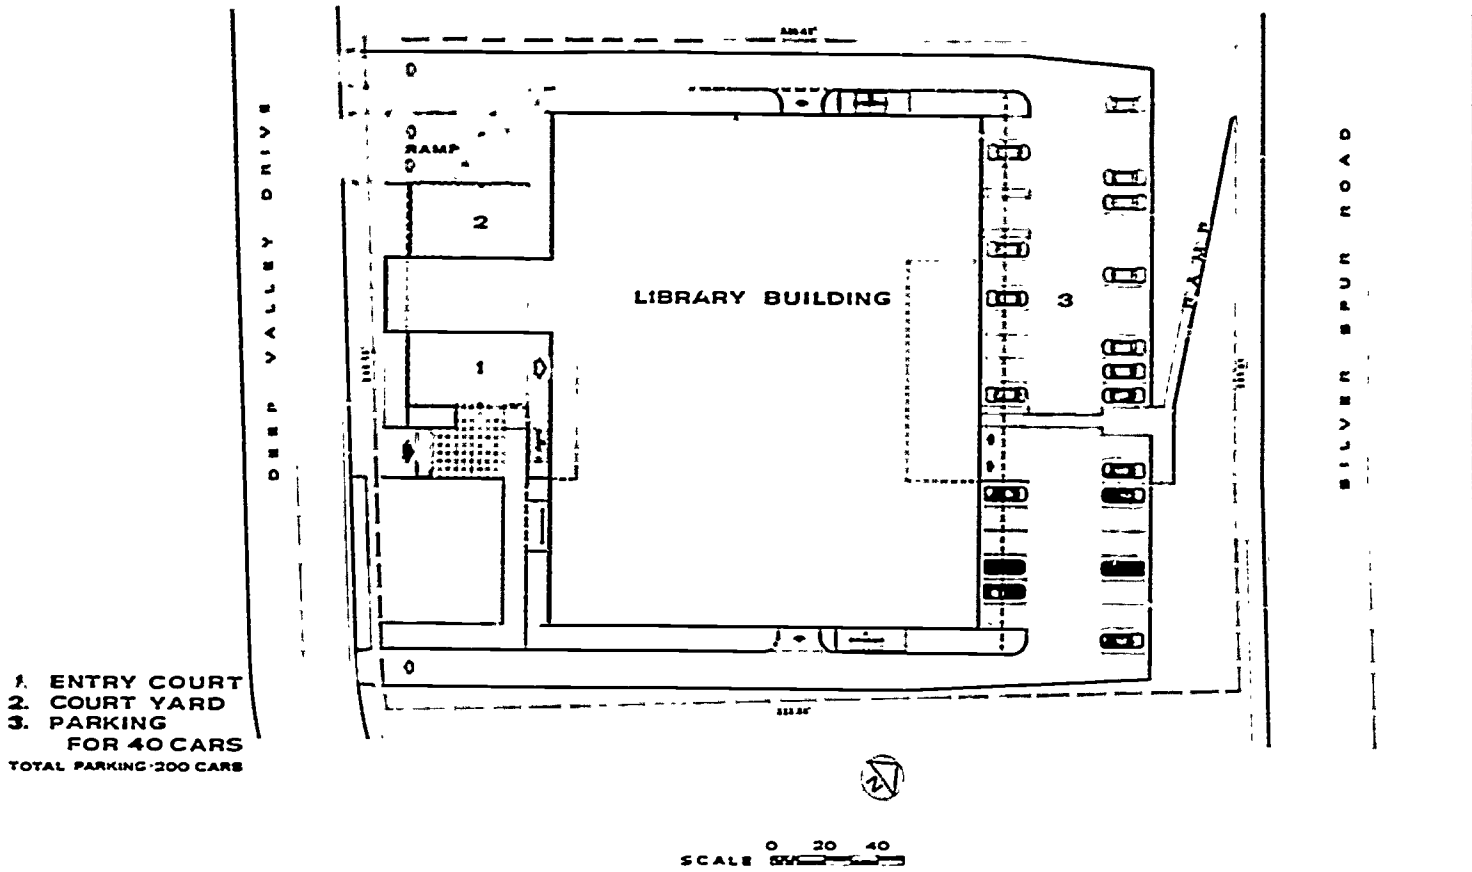 DEEP VALLEY DRIVE
RAMP
2
LIBRARY BUILDING
3
RAMP
SILVER SPUR ROAD
1
1. ENTRY COURT
2. COURT YARD
3. PARKING
FOR 40 CARS
TOTAL PARKING-200 CARS
N
SCALE 0 20 40